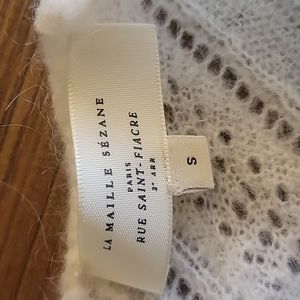 LA MAILLE SÉZANE
PARIS
RUE SAINT-FIACRE
2ᵉ ARR
S